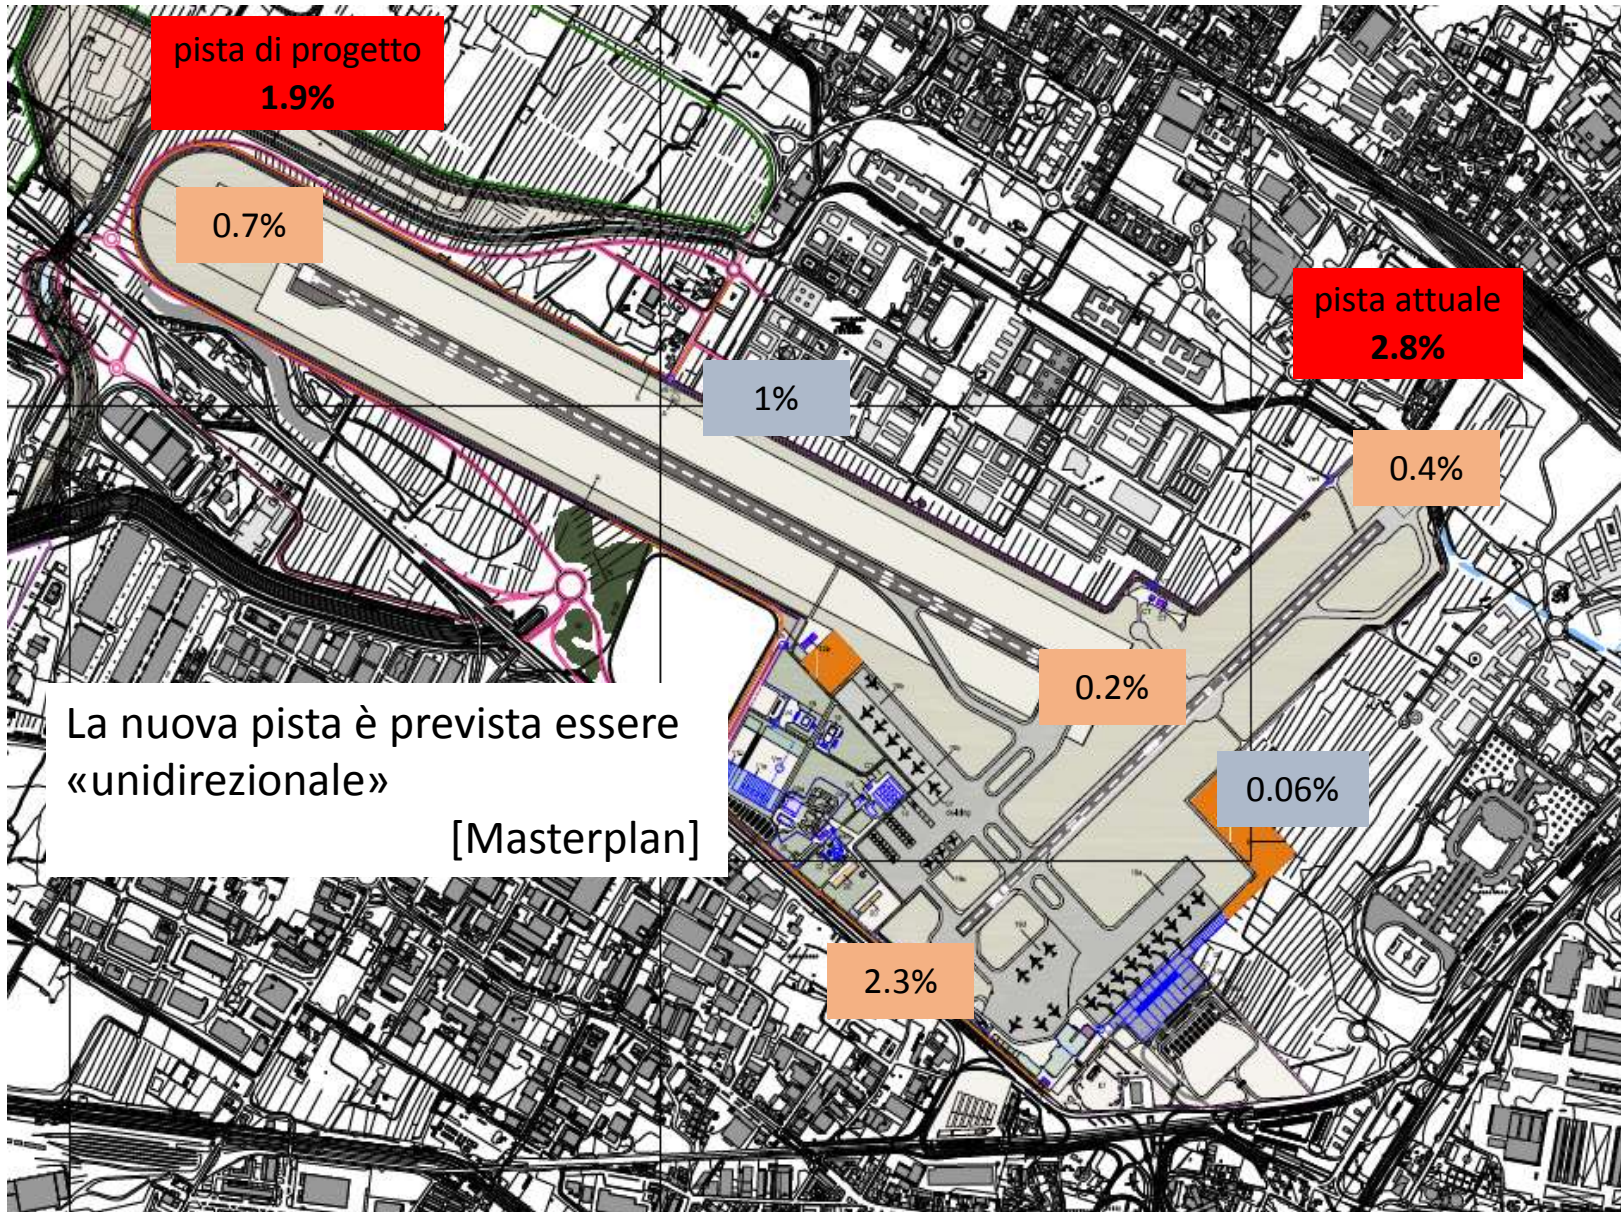 pista di progetto
1.9%
0.7%
pista attuale
2.8%
1%
0.4%
0.2%
0.06%
La nuova pista è prevista essere
«unidirezionale»
[Masterplan]
2.3%